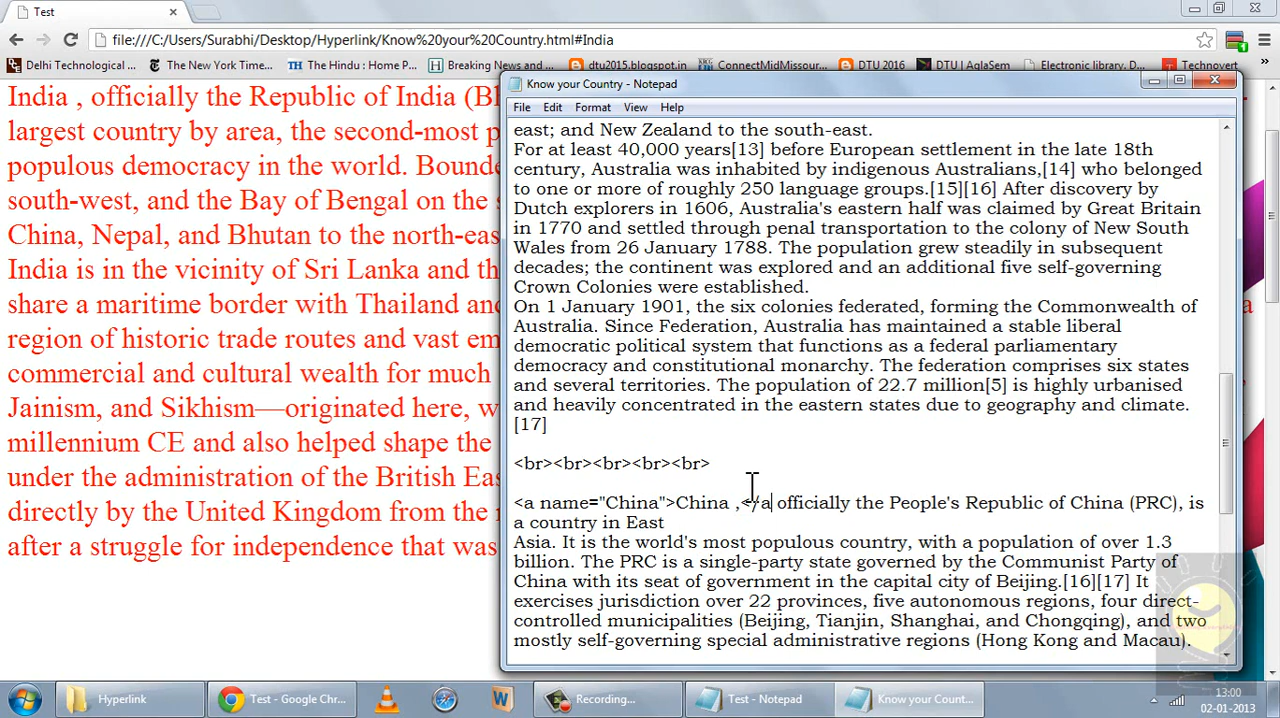 Test
file:///C:/Users/Surabhi/Desktop/Hyperlink/Know%20your%20Country.html#India
Delhi Technological ...
The New York Time...
The Hindu : Home P...
Breaking News and ...
dtu2015.blogspot.in
ConnectMidMissour...
DTU 2016
DTU | AglaSem
Electronic library. D...
Technovert
India , officially the Republic of India (Bh
largest country by area, the second-most p
populous democracy in the world. Bounde
south-west, and the Bay of Bengal on the s
China, Nepal, and Bhutan to the north-eas
India is in the vicinity of Sri Lanka and th
share a maritime border with Thailand and
region of historic trade routes and vast em
commercial and cultural wealth for much
Jainism, and Sikhism—originated here, w
millennium CE and also helped shape the
under the administration of the British Eas
directly by the United Kingdom from the m
after a struggle for independence that was
Know your Country - Notepad
File Edit Format View Help
east; and New Zealand to the south-east.
For at least 40,000 years[13] before European settlement in the late 18th
century, Australia was inhabited by indigenous Australians,[14] who belonged
to one or more of roughly 250 language groups.[15][16] After discovery by
Dutch explorers in 1606, Australia's eastern half was claimed by Great Britain
in 1770 and settled through penal transportation to the colony of New South
Wales from 26 January 1788. The population grew steadily in subsequent
decades; the continent was explored and an additional five self-governing
Crown Colonies were established.
On 1 January 1901, the six colonies federated, forming the Commonwealth of
Australia. Since Federation, Australia has maintained a stable liberal
democratic political system that functions as a federal parliamentary
democracy and constitutional monarchy. The federation comprises six states
and several territories. The population of 22.7 million[5] is highly urbanised
and heavily concentrated in the eastern states due to geography and climate.
[17]
<br><br><br><br><br>
<a name="China">China ,</a officially the People's Republic of China (PRC), is
a country in East
Asia. It is the world's most populous country, with a population of over 1.3
billion. The PRC is a single-party state governed by the Communist Party of
China with its seat of government in the capital city of Beijing.[16][17] It
exercises jurisdiction over 22 provinces, five autonomous regions, four direct-
controlled municipalities (Beijing, Tianjin, Shanghai, and Chongqing), and two
mostly self-governing special administrative regions (Hong Kong and Macau).
Hyperlink
Test - Google Chr...
Recording...
Test - Notepad
Know your Count...
13:00
02-01-2013